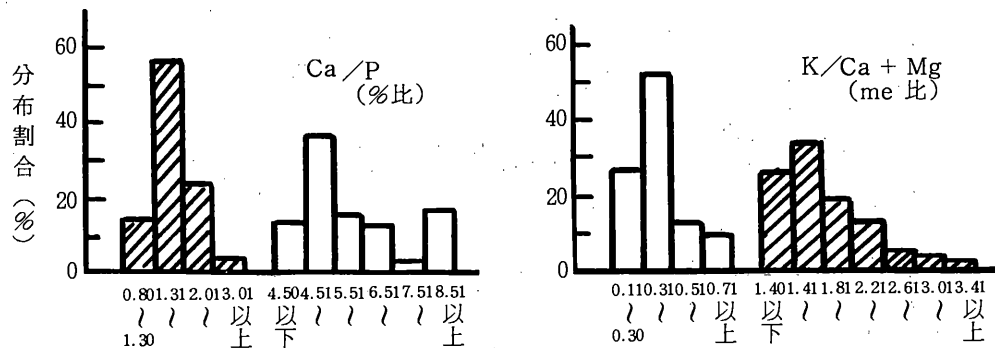 分布割合(%)
60
40
20
0
Ca/P
(%比)
0.80 1.31 2.01 3.01 4.50 4.51 5.51 6.51 7.51 8.51
~ ~ ~ 以上 以下 ~ ~ ~ ~ 以上
1.30
60
40
20
0
K/Ca + Mg
(me 比)
0.11 0.31 0.51 0.71 1.40 1.41 1.81 2.21 2.61 3.01 3.41
~ ~ ~ 以上 以下 ~ ~ ~ ~ ~ 以上
0.30